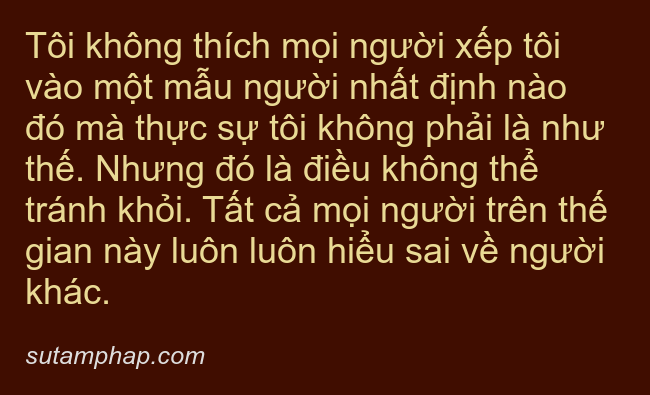 Tôi không thích mọi người xếp tôi
vào một mẫu người nhất định nào
đó mà thực sự tôi không phải là như
thế. Nhưng đó là điều không thể
tránh khỏi. Tất cả mọi người trên thế
gian này luôn luôn hiểu sai về người
khác.
sutamphap.com